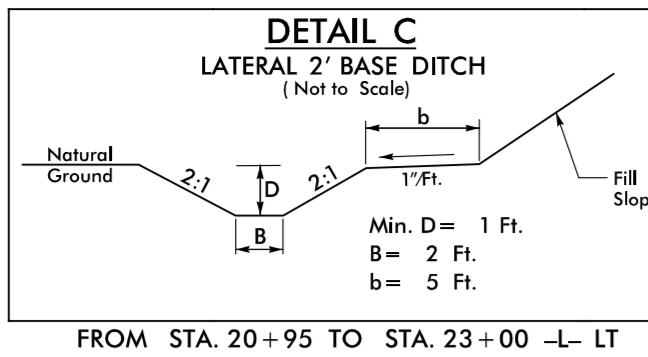 DETAIL C
LATERAL 2' BASE DITCH
( Not to Scale)
b
Natural
Ground
2:1
D
2:1
1"/Ft.
B
Fill
Slop
Min. D= 1 Ft.
B= 2 Ft.
b= 5 Ft.
FROM STA. 20+95 TO STA. 23+00 -L- LT